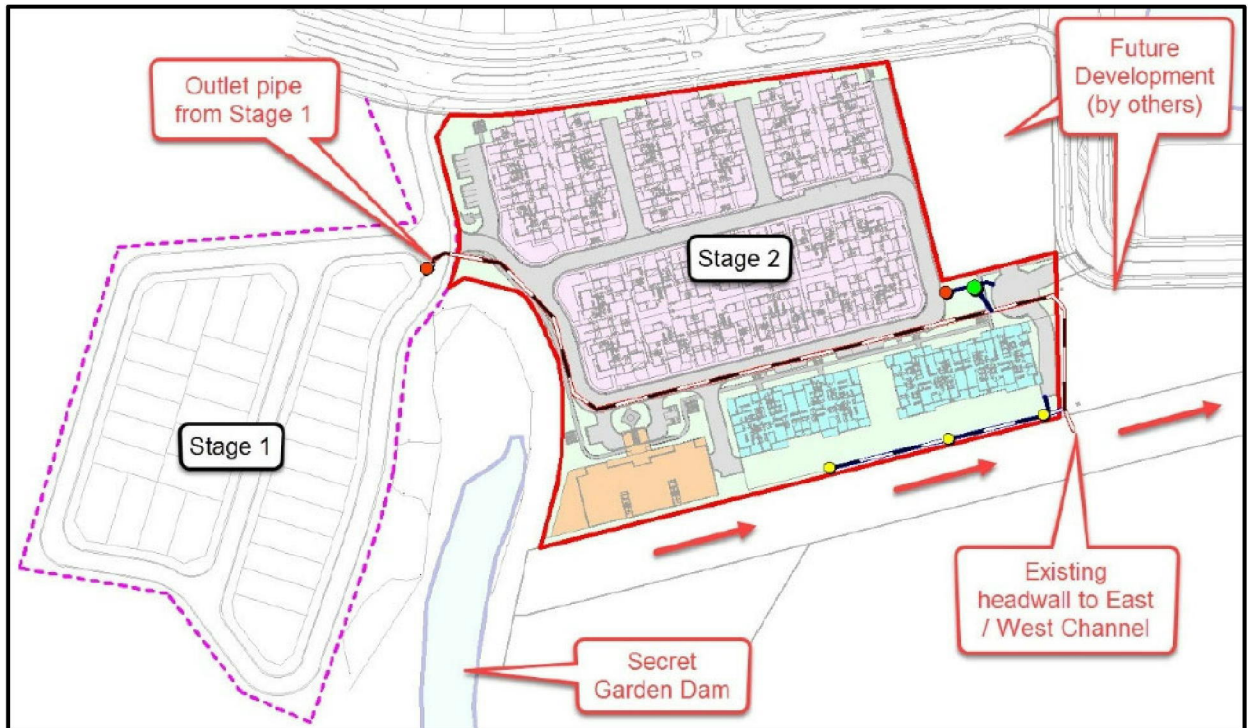 Outlet pipe
from Stage 1
Future
Development
(by others)
Stage 2
Stage 1
Existing
headwall to East
/ West Channel
Secret
Garden Dam